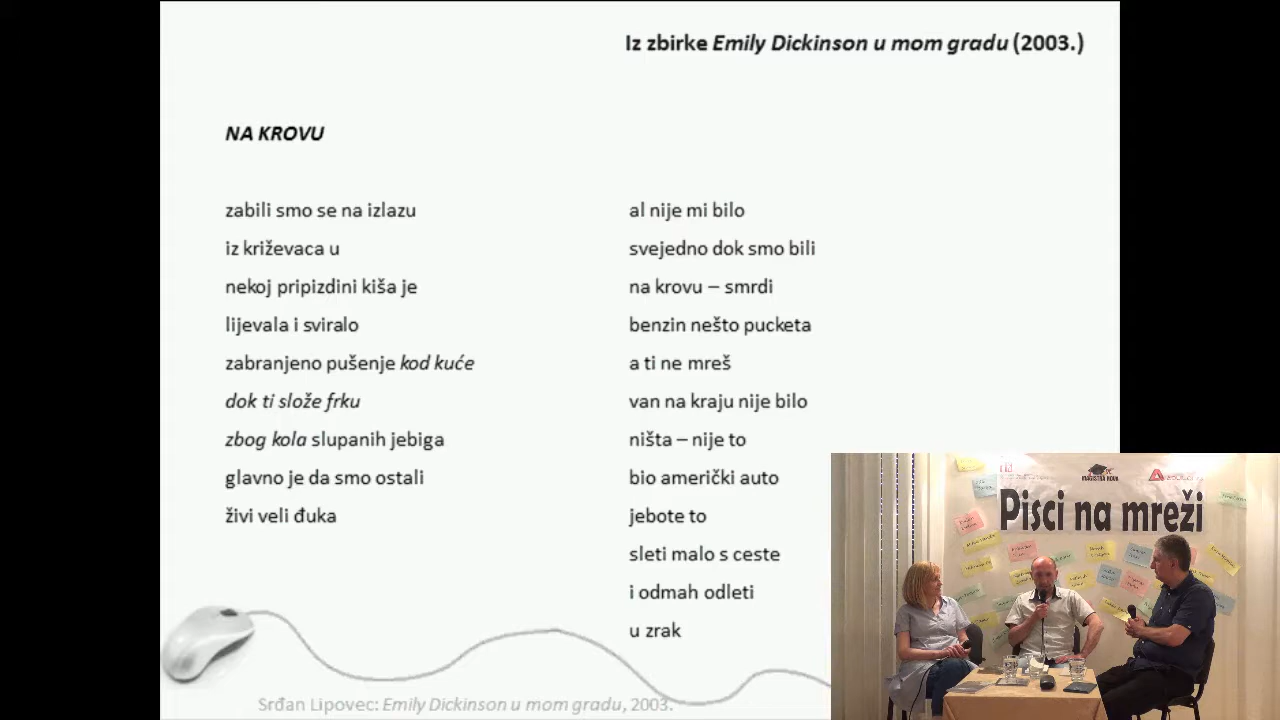 Iz zbirke Emily Dickinson u mom gradu (2003.)
NA KROVU
zabili smo se na izlazu
iz križevaca u
nekoj pripizdini kiša je
lijevala i sviralo
zabranjeno pušenje kod kuće
dok ti slože frku
zbog kola slupanih jebiga
glavno je da smo ostali
živi veli đuka
al nije mi bilo
svejedno dok smo bili
na krovu – smrdi
benzin nešto pucketa
a ti ne mreš
van na kraju nije bilo
ništa – nije to
bio američki auto
jebote to
sleti malo s ceste
i odmah odleti
u zrak
Srđan Lipovec: Emily Dickinson u mom gradu, 2003.
Pisci na mreži